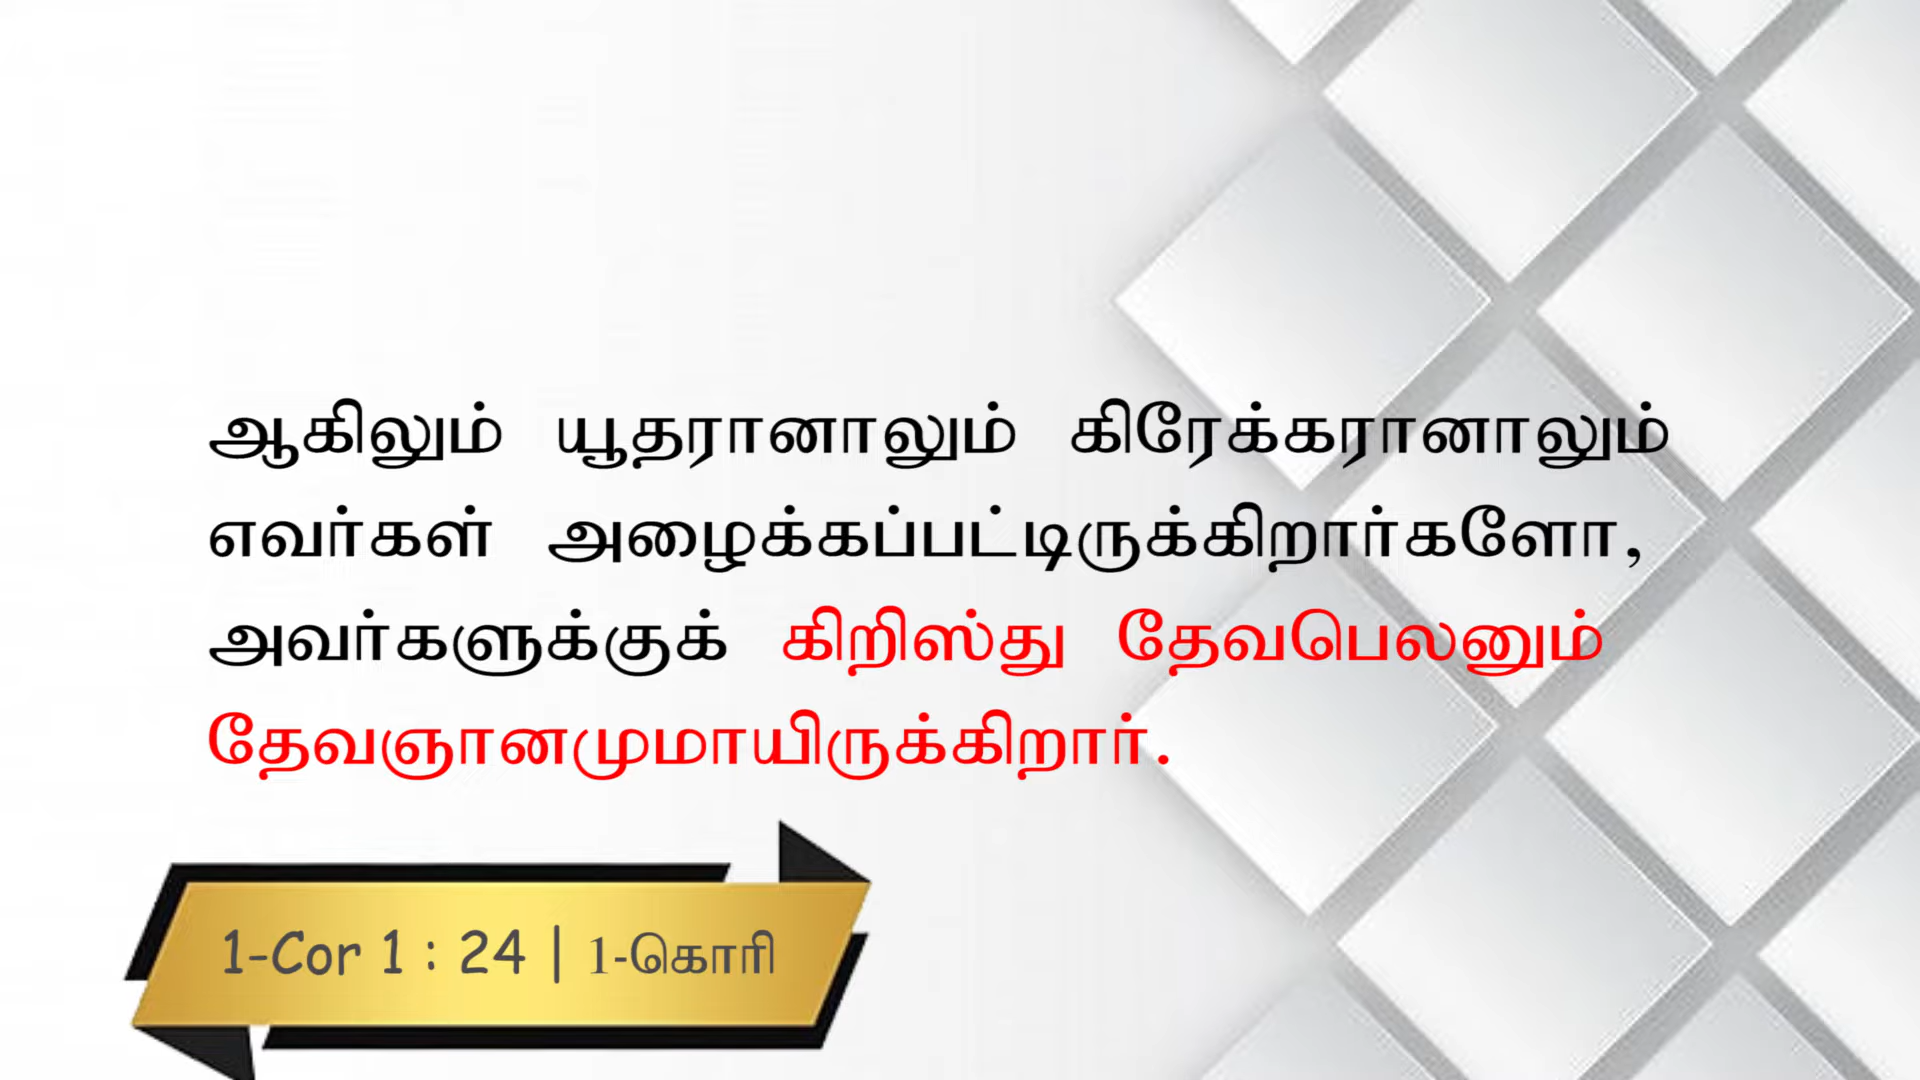 ஆகிலும் யூதரானாலும் கிரேக்கரானாலும்
எவர்கள் அழைக்கப்பட்டிருக்கிறார்களோ,
அவர்களுக்குக் கிறிஸ்து தேவபெலனும்
தேவஞானமுமாயிருக்கிறார்.
1-Cor 1 : 24 | 1-கொரி